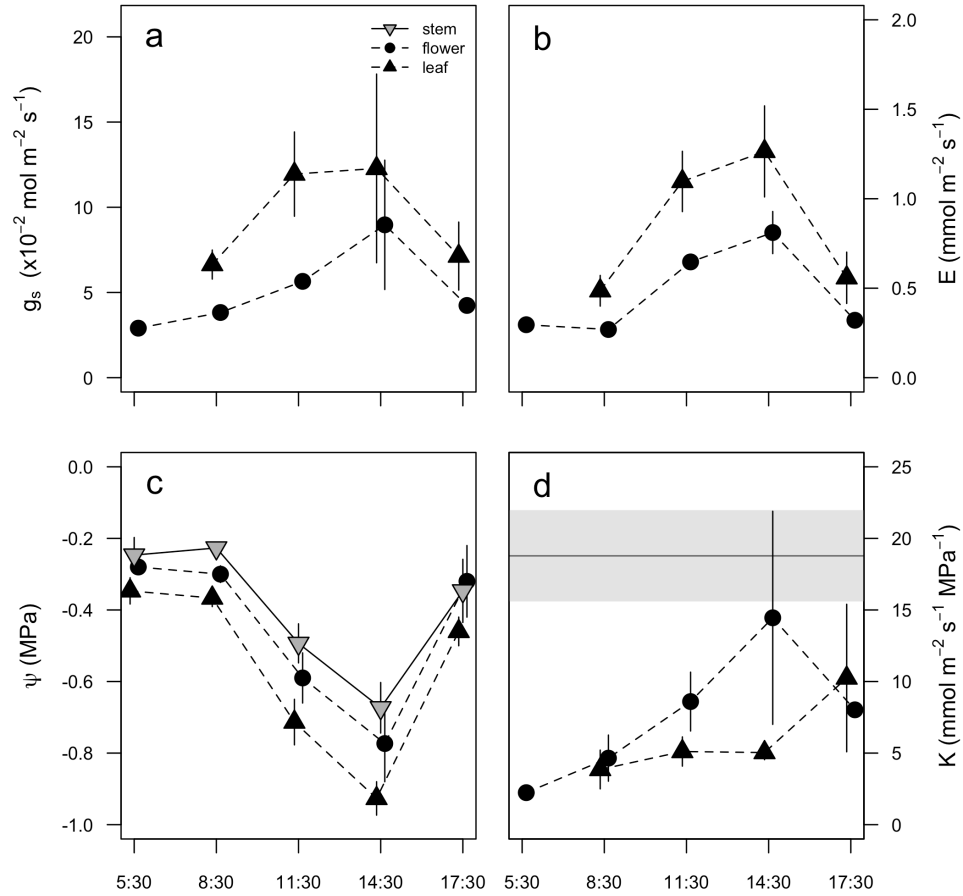 a
stem
flower
leaf
20
15
10
5
0
gₛ (x10⁻² mol m⁻² s⁻¹)
b
2.0
1.5
1.0
0.5
0.0
E (mmol m⁻² s⁻¹)
c
0.0
-0.2
-0.4
-0.6
-0.8
-1.0
ψ (MPa)
5:30 8:30 11:30 14:30 17:30
d
25
20
15
10
5
0
K (mmol m⁻² s⁻¹ MPa⁻¹)
5:30 8:30 11:30 14:30 17:30